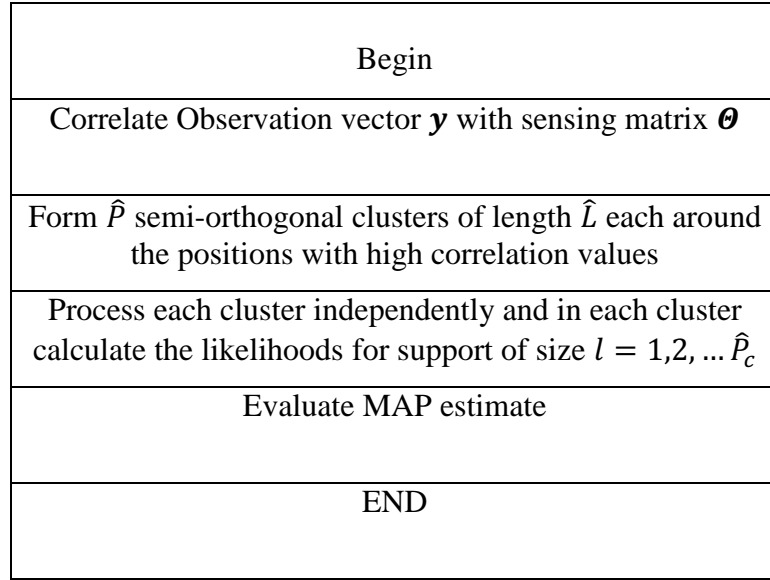 Begin
Correlate Observation vector 𝒚 with sensing matrix 𝜣
Form P̂ semi-orthogonal clusters of length L̂ each around
the positions with high correlation values
Process each cluster independently and in each cluster
calculate the likelihoods for support of size l = 1,2, … P̂_c
Evaluate MAP estimate
END